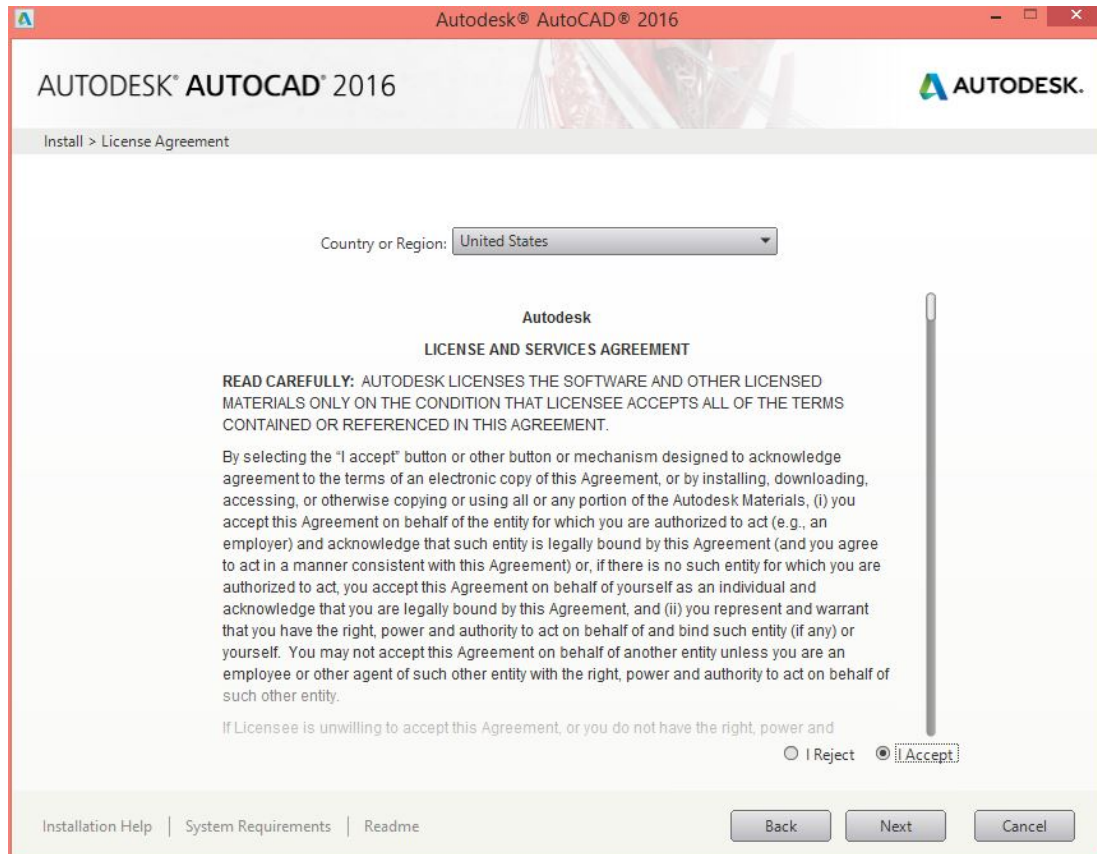 Autodesk® AutoCAD® 2016
AUTODESK® AUTOCAD® 2016
AUTODESK.
Install > License Agreement
Country or Region: United States
Autodesk
LICENSE AND SERVICES AGREEMENT
READ CAREFULLY: AUTODESK LICENSES THE SOFTWARE AND OTHER LICENSED
MATERIALS ONLY ON THE CONDITION THAT LICENSEE ACCEPTS ALL OF THE TERMS
CONTAINED OR REFERENCED IN THIS AGREEMENT.
By selecting the “I accept” button or other button or mechanism designed to acknowledge
agreement to the terms of an electronic copy of this Agreement, or by installing, downloading,
accessing, or otherwise copying or using all or any portion of the Autodesk Materials, (i) you
accept this Agreement on behalf of the entity for which you are authorized to act (e.g., an
employer) and acknowledge that such entity is legally bound by this Agreement (and you agree
to act in a manner consistent with this Agreement) or, if there is no such entity for which you are
authorized to act, you accept this Agreement on behalf of yourself as an individual and
acknowledge that you are legally bound by this Agreement, and (ii) you represent and warrant
that you have the right, power and authority to act on behalf of and bind such entity (if any) or
yourself. You may not accept this Agreement on behalf of another entity unless you are an
employee or other agent of such other entity with the right, power and authority to act on behalf of
such other entity.
If Licensee is unwilling to accept this Agreement, or you do not have the right, power and
I Reject I Accept
Installation Help | System Requirements | Readme Back Next Cancel